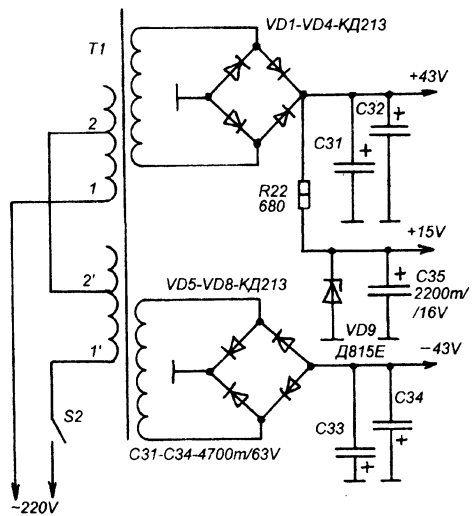 VD1-VD4-КД213
T1
+43V
C32
+
C31
+
2
R22
680
1
+15V
+
C35
2200m/
/16V
2'
VD5-VD8-КД213
VD9
Д815Е
−43V
1'
S2
C34
C33
+
+
C31-C34-4700m/63V
~220V